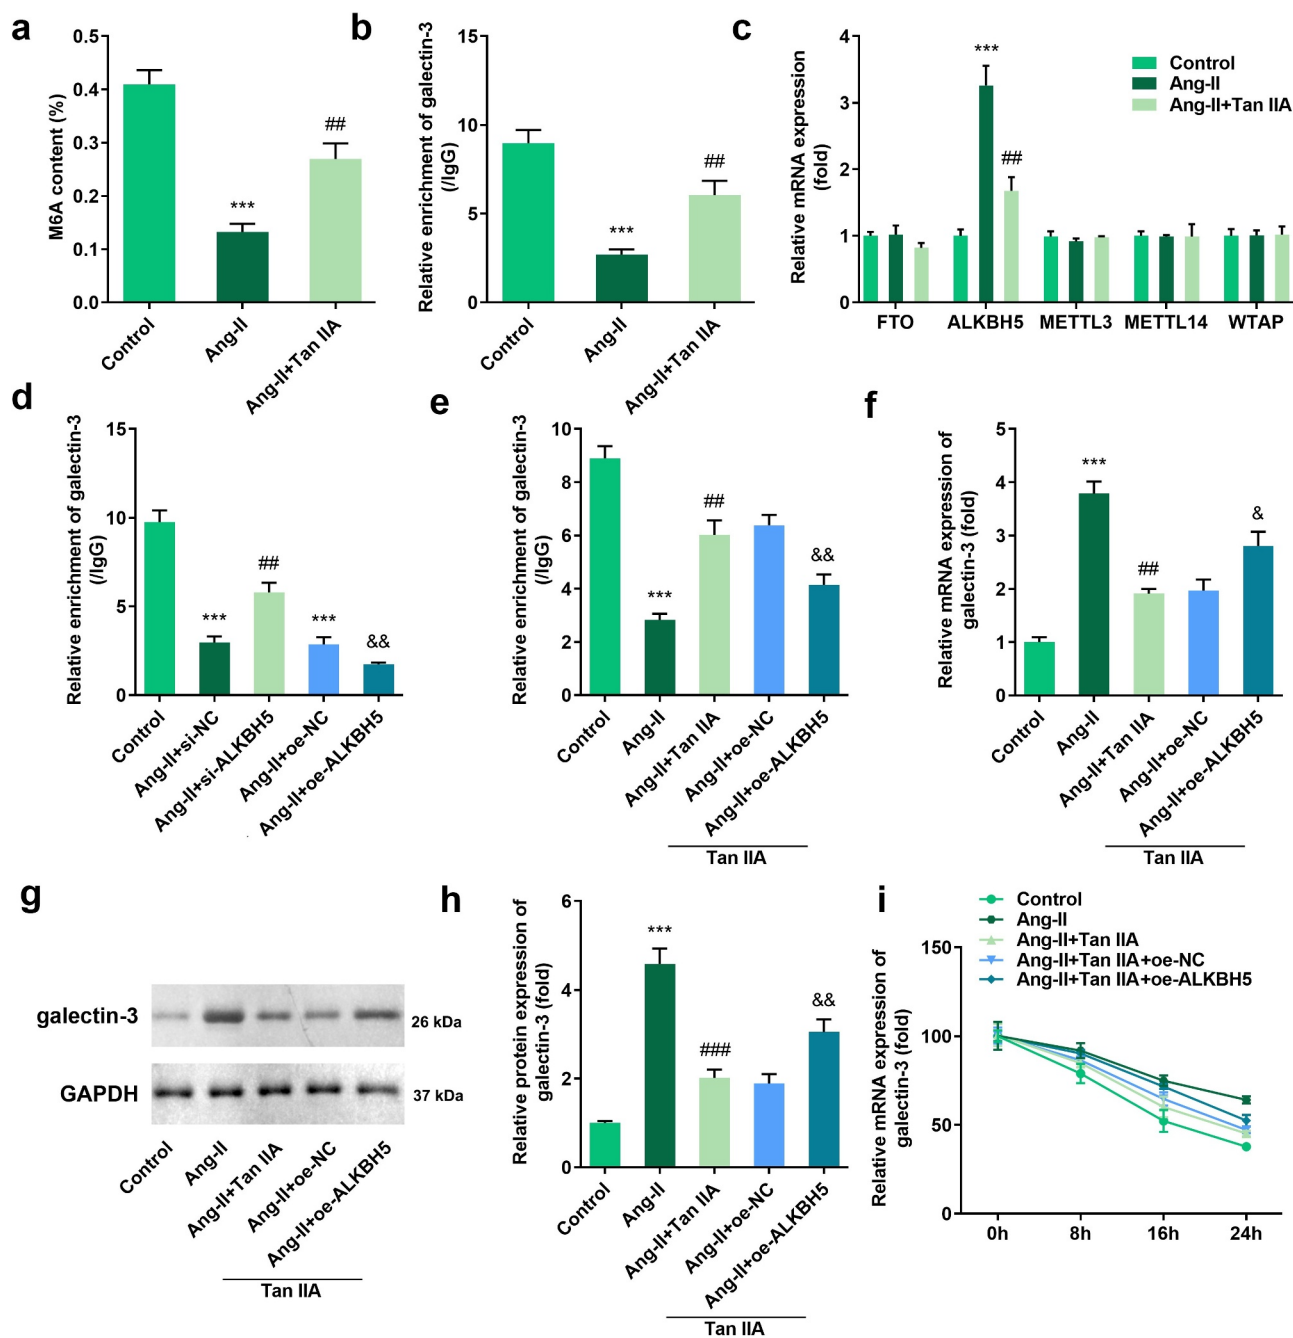 a
M6A content (%)
0.5
0.4
0.3
0.2
0.1
0.0
***
##
Control
Ang-II
Ang-II+Tan IIA
b
Relative enrichment of galectin-3
(/IgG)
15
10
5
0
***
##
Control
Ang-II
Ang-II+Tan IIA
c
Relative mRNA expression
(fold)
4
3
2
1
0
***
##
Control
Ang-II
Ang-II+Tan IIA
FTO
ALKBH5
METTL3
METTL14
WTAP
d
Relative enrichment of galectin-3
(/IgG)
15
10
5
0
***
##
***
&&
Control
Ang-II+si-NC
Ang-II+si-ALKBH5
Ang-II+oe-NC
Ang-II+oe-ALKBH5
e
Relative enrichment of galectin-3
(/IgG)
10
8
6
4
2
0
***
##
&&
Control
Ang-II
Ang-II+Tan IIA
Ang-II+oe-NC
Ang-II+oe-ALKBH5
Tan IIA
f
Relative mRNA expression of
galectin-3 (fold)
5
4
3
2
1
0
***
##
&
Control
Ang-II
Ang-II+Tan IIA
Ang-II+oe-NC
Ang-II+oe-ALKBH5
Tan IIA
g
galectin-3
26 kDa
GAPDH
37 kDa
Control
Ang-II
Ang-II+Tan IIA
Ang-II+oe-NC
Ang-II+oe-ALKBH5
Tan IIA
h
Relative protein expression of
galectin-3 (fold)
6
4
2
0
***
###
&&
Control
Ang-II
Ang-II+Tan IIA
Ang-II+oe-NC
Ang-II+oe-ALKBH5
Tan IIA
i
Control
Ang-II
Ang-II+Tan IIA
Ang-II+Tan IIA+oe-NC
Ang-II+Tan IIA+oe-ALKBH5
Relative mRNA expression of
galectin-3 (fold)
150
100
50
0
0h
8h
16h
24h